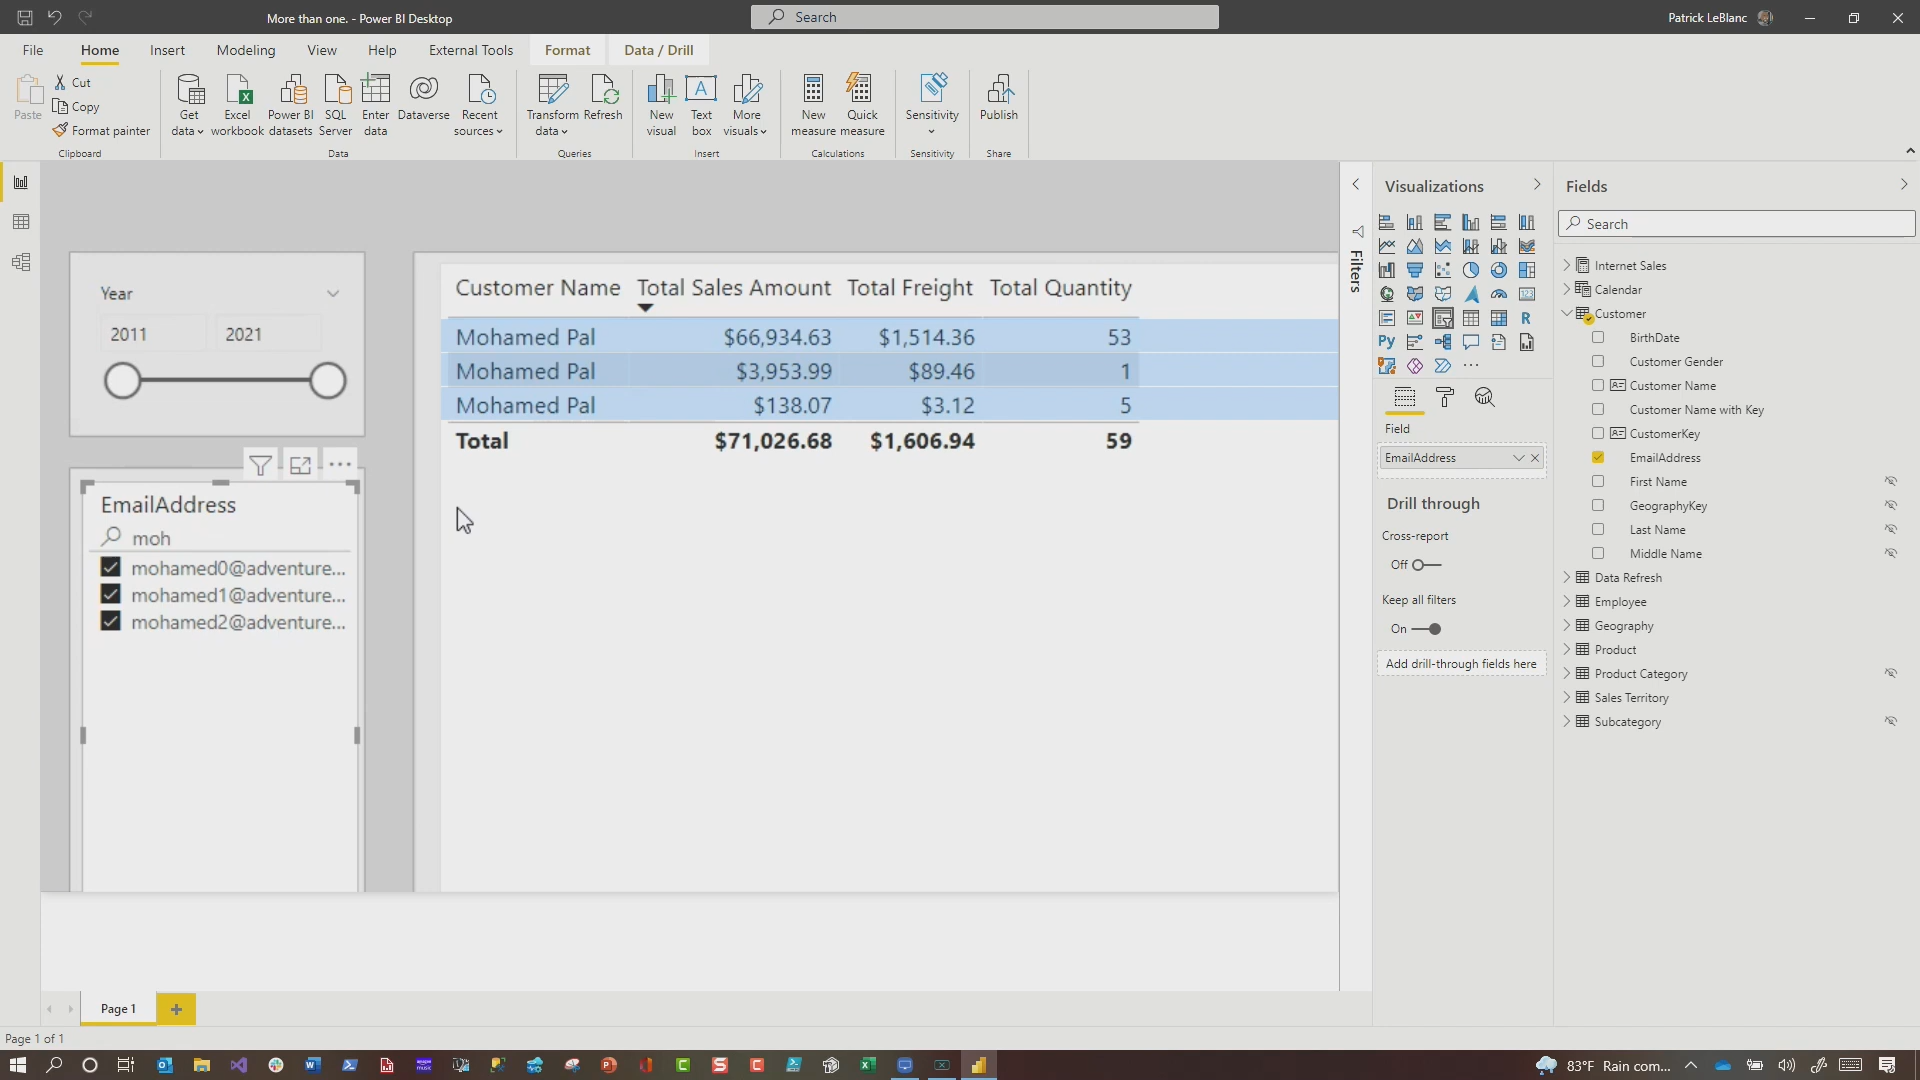 More than one. - Power BI Desktop
Search
Patrick LeBlanc
File Home Insert Modeling View Help External Tools Format Data / Drill
Paste
Cut
Copy
Format painter
Clipboard
Get data
Excel workbook
Power BI datasets
SQL Server
Enter data
Dataverse
Recent sources
Data
Transform data
Refresh
Queries
New visual
Text box
More visuals
Insert
New measure
Quick measure
Calculations
Sensitivity
Sensitivity
Publish
Share
Year
2011 2021
EmailAddress
moh
mohamed0@adventure...
mohamed1@adventure...
mohamed2@adventure...
Customer Name Total Sales Amount Total Freight Total Quantity
Mohamed Pal $66,934.63 $1,514.36 53
Mohamed Pal $3,953.99 $89.46 1
Mohamed Pal $138.07 $3.12 5
Total $71,026.68 $1,606.94 59
Filters
Visualizations
R
Py
Field
EmailAddress
Drill through
Cross-report
Off
Keep all filters
On
Add drill-through fields here
Fields
Search
Internet Sales
Calendar
Customer
BirthDate
Customer Gender
Customer Name
Customer Name with Key
CustomerKey
EmailAddress
First Name
GeographyKey
Last Name
Middle Name
Data Refresh
Employee
Geography
Product
Product Category
Sales Territory
Subcategory
Page 1
Page 1 of 1
83°F Rain com...